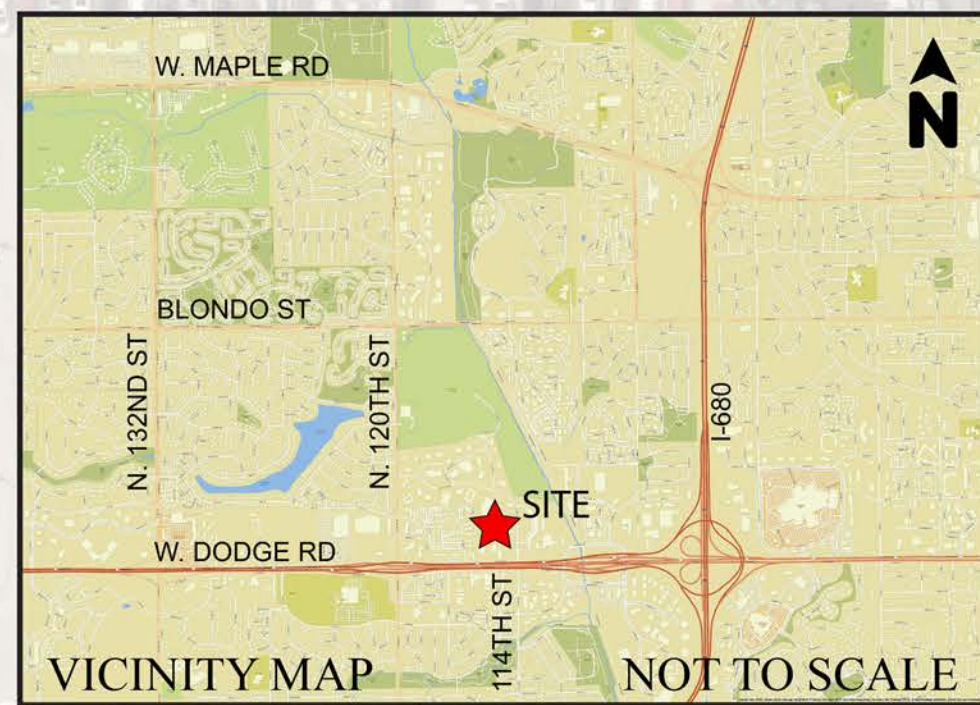 W. MAPLE RD
N
BLONDO ST
N. 132ND ST
N. 120TH ST
I-680
SITE
W. DODGE RD
114TH ST
VICINITY MAP
NOT TO SCALE